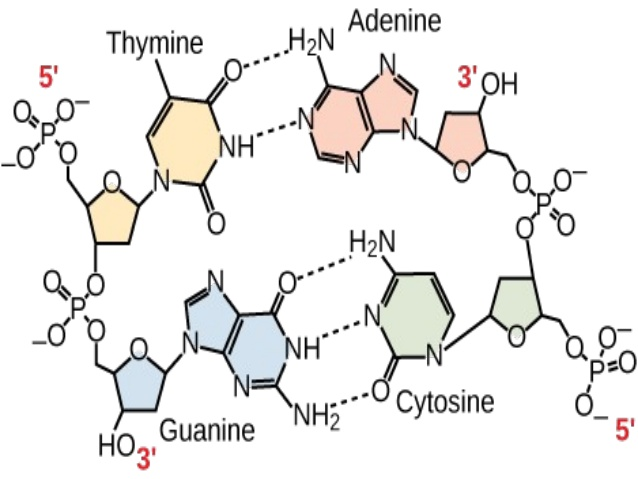 Thymine
Adenine
5'
3'
H₂N
O
O
O⁻
P
⁻O
O
O
NH
N
O
O
N
N
N
N
OH
O
O
O⁻
P
O
O
H₂N
O
N
N
O
Cytosine
O
P
⁻O
O
O
N
N
NH
N
NH₂
Guanine
HO
3'
O
O
O⁻
P
O
O⁻
5'